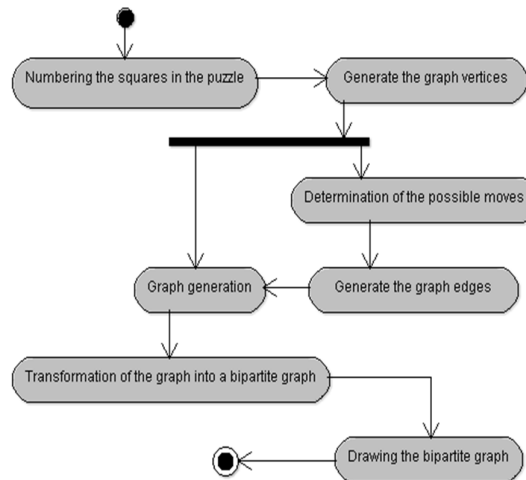 Numbering the squares in the puzzle
Generate the graph vertices
Determination of the possible moves
Graph generation
Generate the graph edges
Transformation of the graph into a bipartite graph
Drawing the bipartite graph